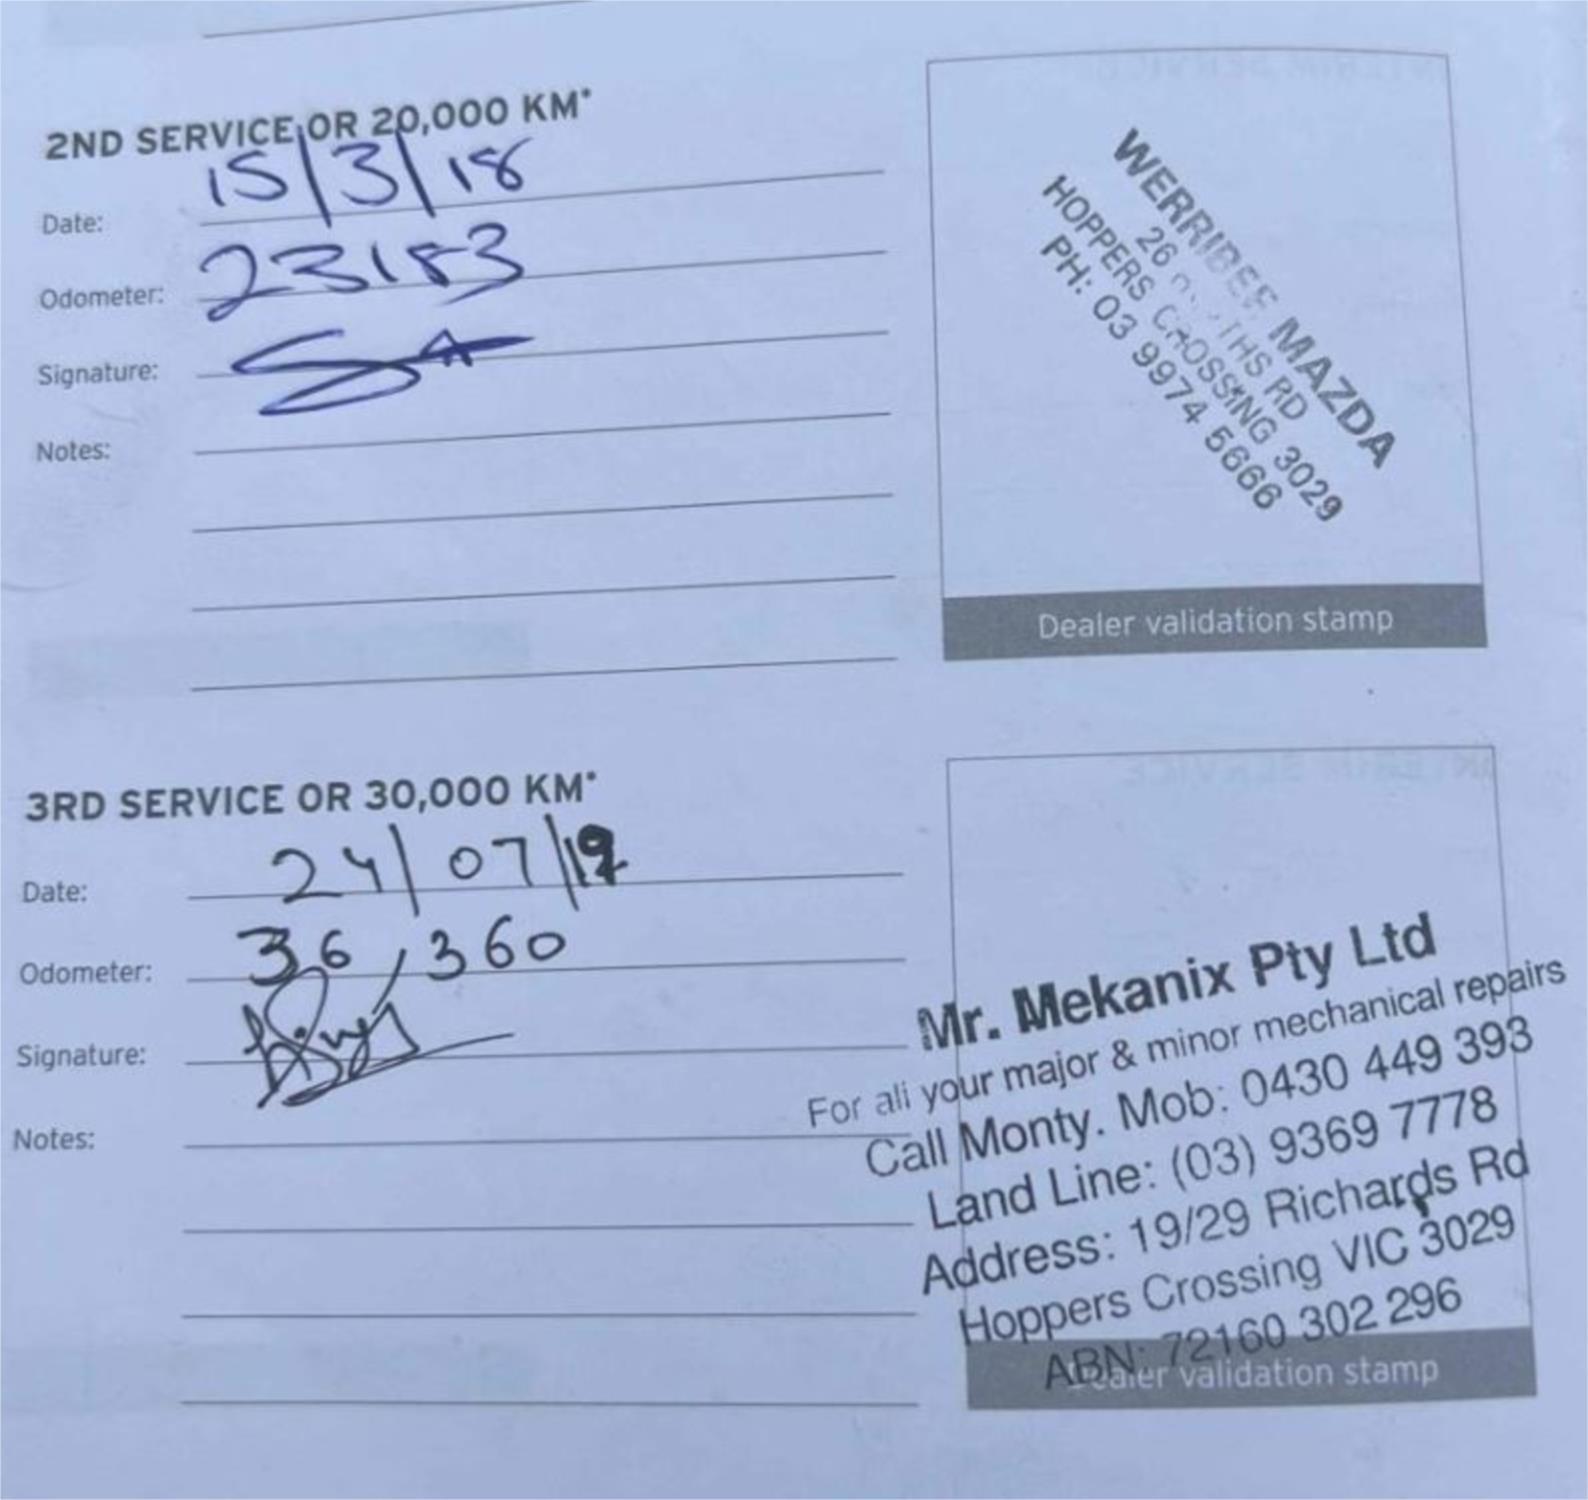 2ND SERVICE OR 20,000 KM*
Date: 15/3/18
Odometer: 23183
Signature:
Notes:
WERRIBEE MAZDA
26 RD
HOPPERS CROSSING 3029
PH: 03 9974 5666
Dealer validation stamp
3RD SERVICE OR 30,000 KM*
Date: 24/07/19
Odometer: 36,360
Signature:
Notes:
Mr. Mekanix Pty Ltd
For all your major & minor mechanical repairs
Call Monty. Mob: 0430 449 393
Land Line: (03) 9369 7778
Address: 19/29 Richards Rd
Hoppers Crossing VIC 3029
ABN: 72160 302 296
Dealer validation stamp